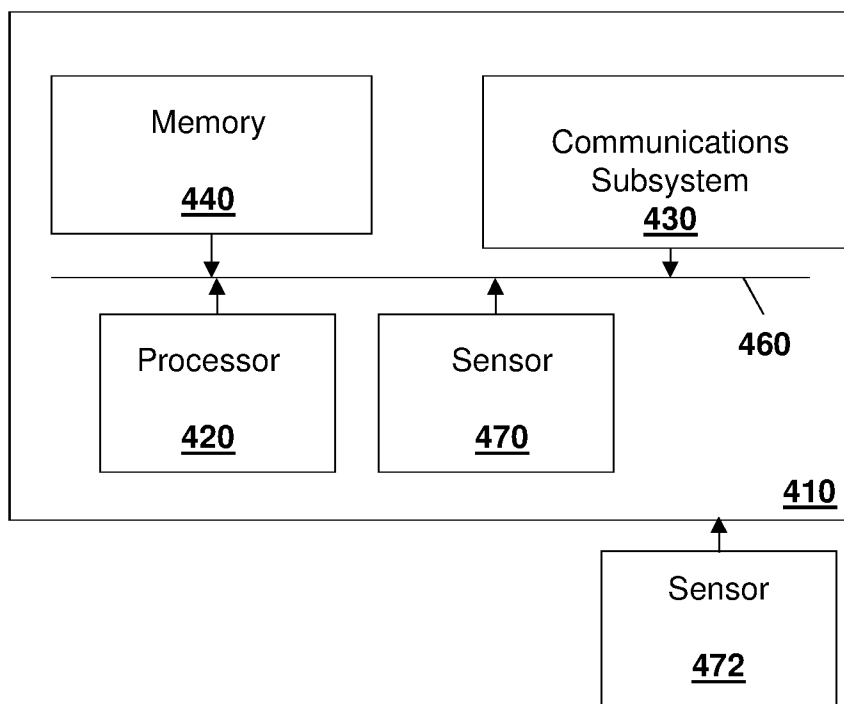 Memory
440
Communications
Subsystem
430
Processor
420
Sensor
470
460
410
Sensor
472